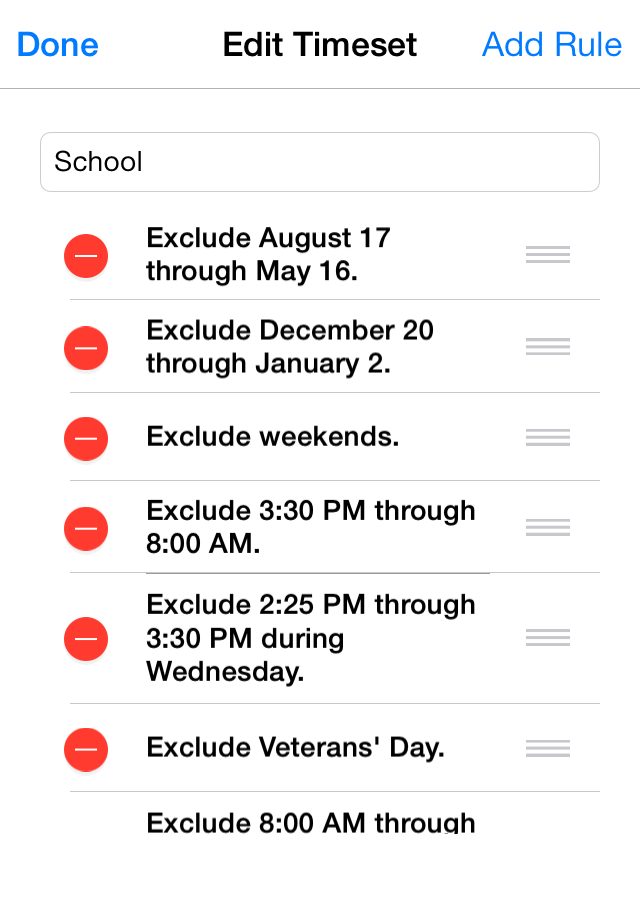 Done Edit Timeset Add Rule
School
Exclude August 17
through May 16.
Exclude December 20
through January 2.
Exclude weekends.
Exclude 3:30 PM through
8:00 AM.
Exclude 2:25 PM through
3:30 PM during
Wednesday.
Exclude Veterans' Day.
Exclude 8:00 AM through